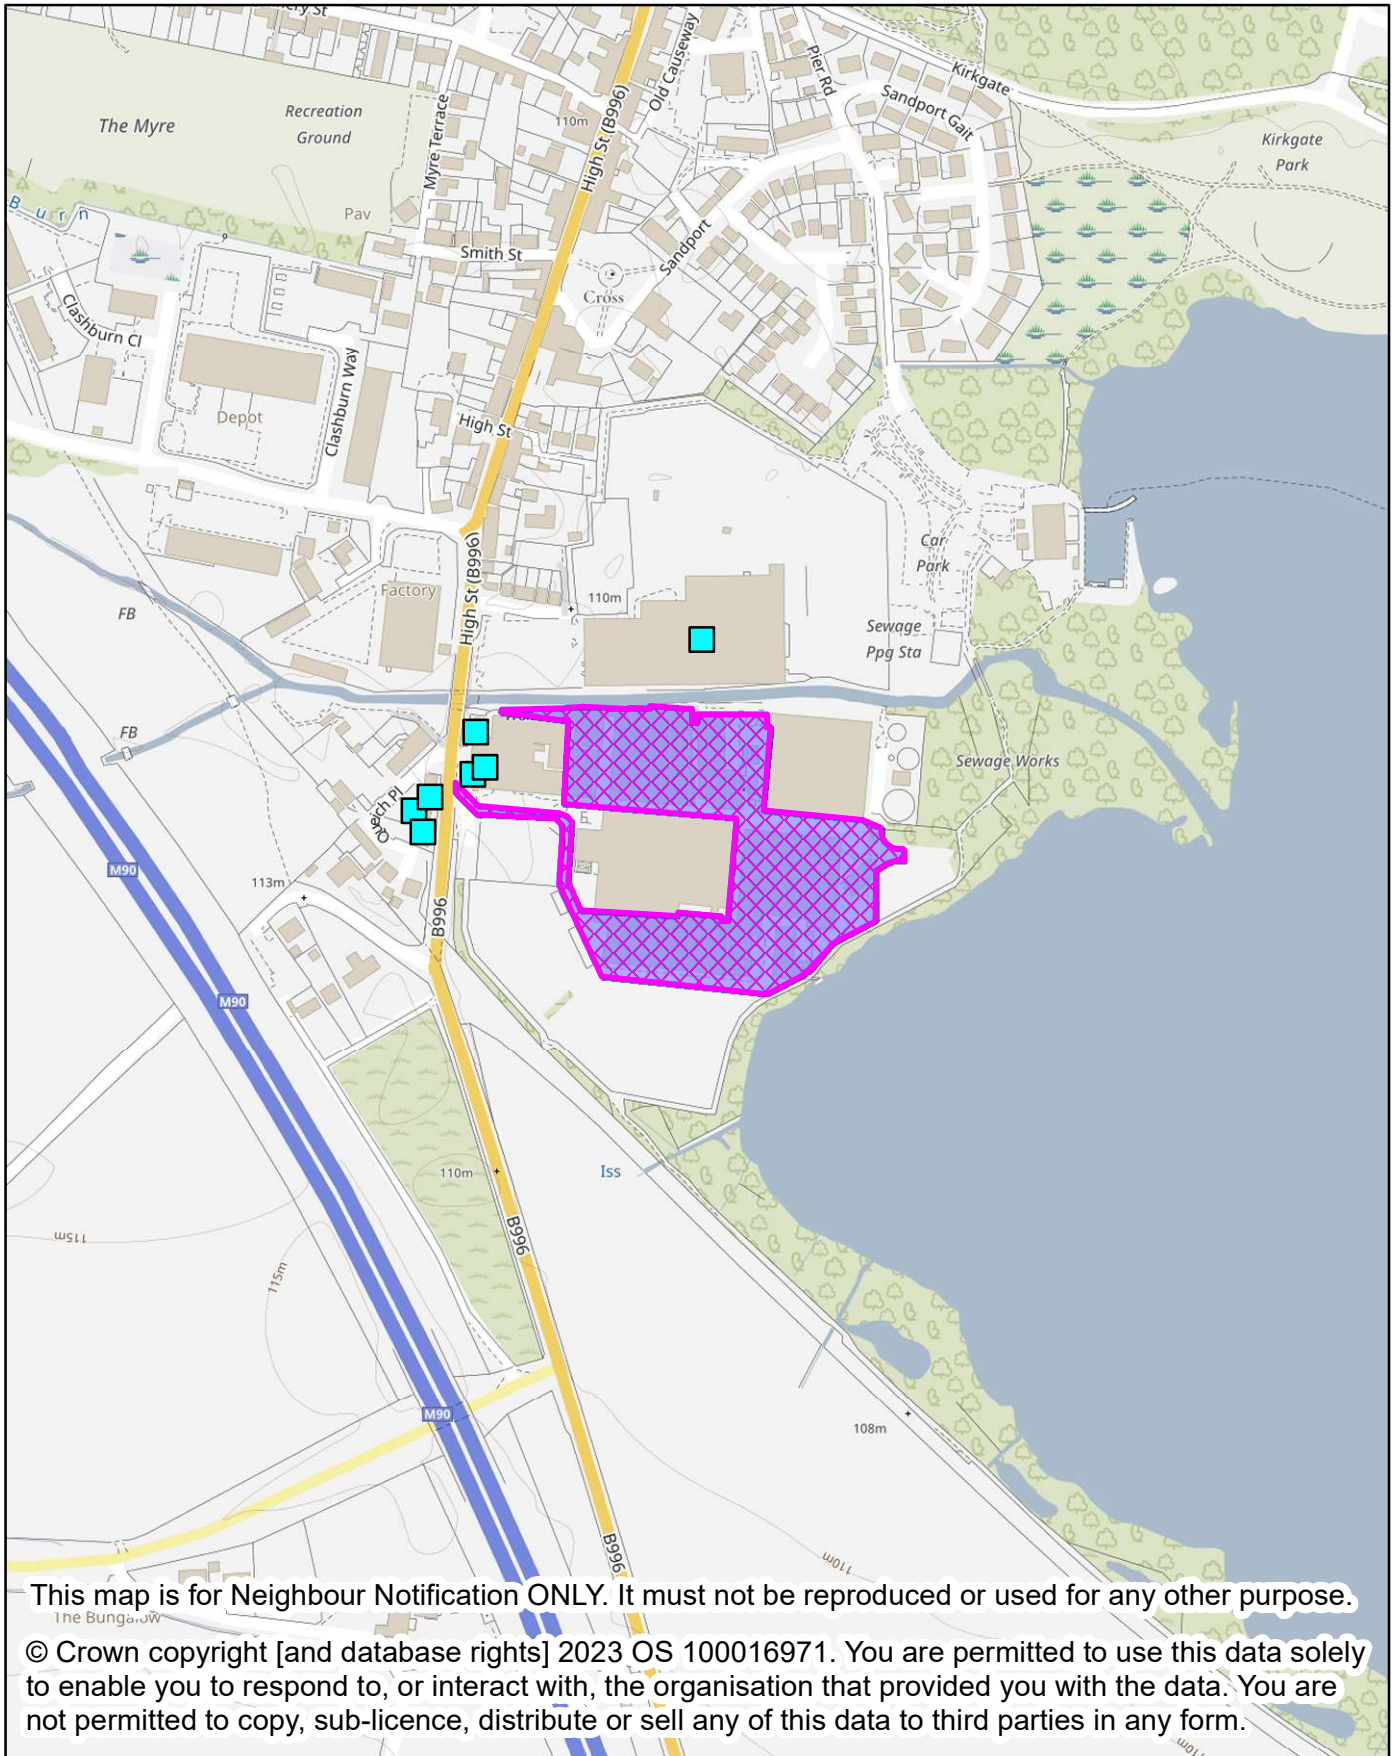 ery St
Old Causeway
Pier Rd
Kirkgate
Sandport Gait
The Myre
Recreation
Ground
Myre Terrace
110m
High St (B996)
Kirkgate
Park
Burn
Pav
Smith St
Sandport
Cross
Clashburn Cl
Clashburn Way
Depot
High St
High St (B996)
Car
Park
Factory
110m
FB
Sewage
Ppg Sta
FB
Sewage Works
Queich Pl
M90
113m
B996
M90
Iss
110m
115m
B996
115m
M90
108m
B996
110m
This map is for Neighbour Notification ONLY. It must not be reproduced or used for any other purpose.
The Bungalow
© Crown copyright [and database rights] 2023 OS 100016971. You are permitted to use this data solely
to enable you to respond to, or interact with, the organisation that provided you with the data. You are
not permitted to copy, sub-licence, distribute or sell any of this data to third parties in any form.
110m